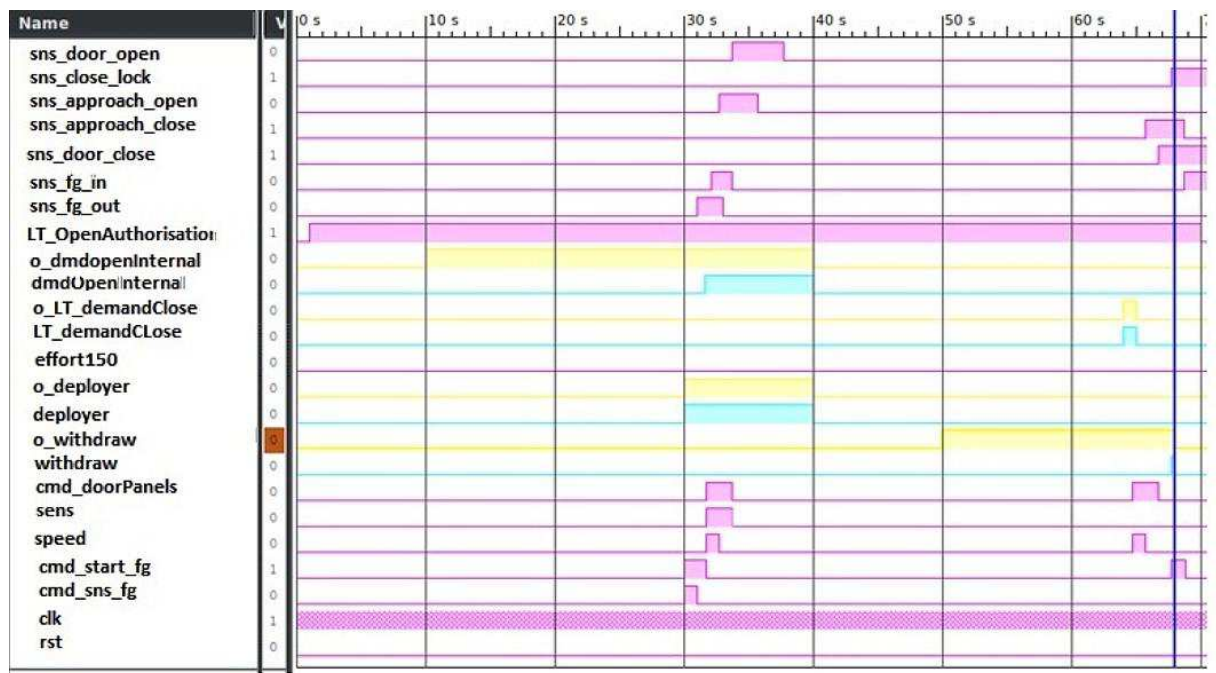 Name V 0 s 10 s 20 s 30 s 40 s 50 s 60 s
sns_door_open 0
sns_close_lock 1
sns_approach_open 0
sns_approach_close 1
sns_door_close 1
sns_fg_in 0
sns_fg_out 0
LT_OpenAuthorisation 1
o_dmdopenInternal 0
dmdOpenInternal 0
o_LT_demandClose 0
LT_demandCLose 0
effort150 0
o_deployer 0
deployer 0
o_withdraw 0
withdraw 0
cmd_doorPanels 0
sens 0
speed 0
cmd_start_fg 1
cmd_sns_fg 0
clk 1
rst 0